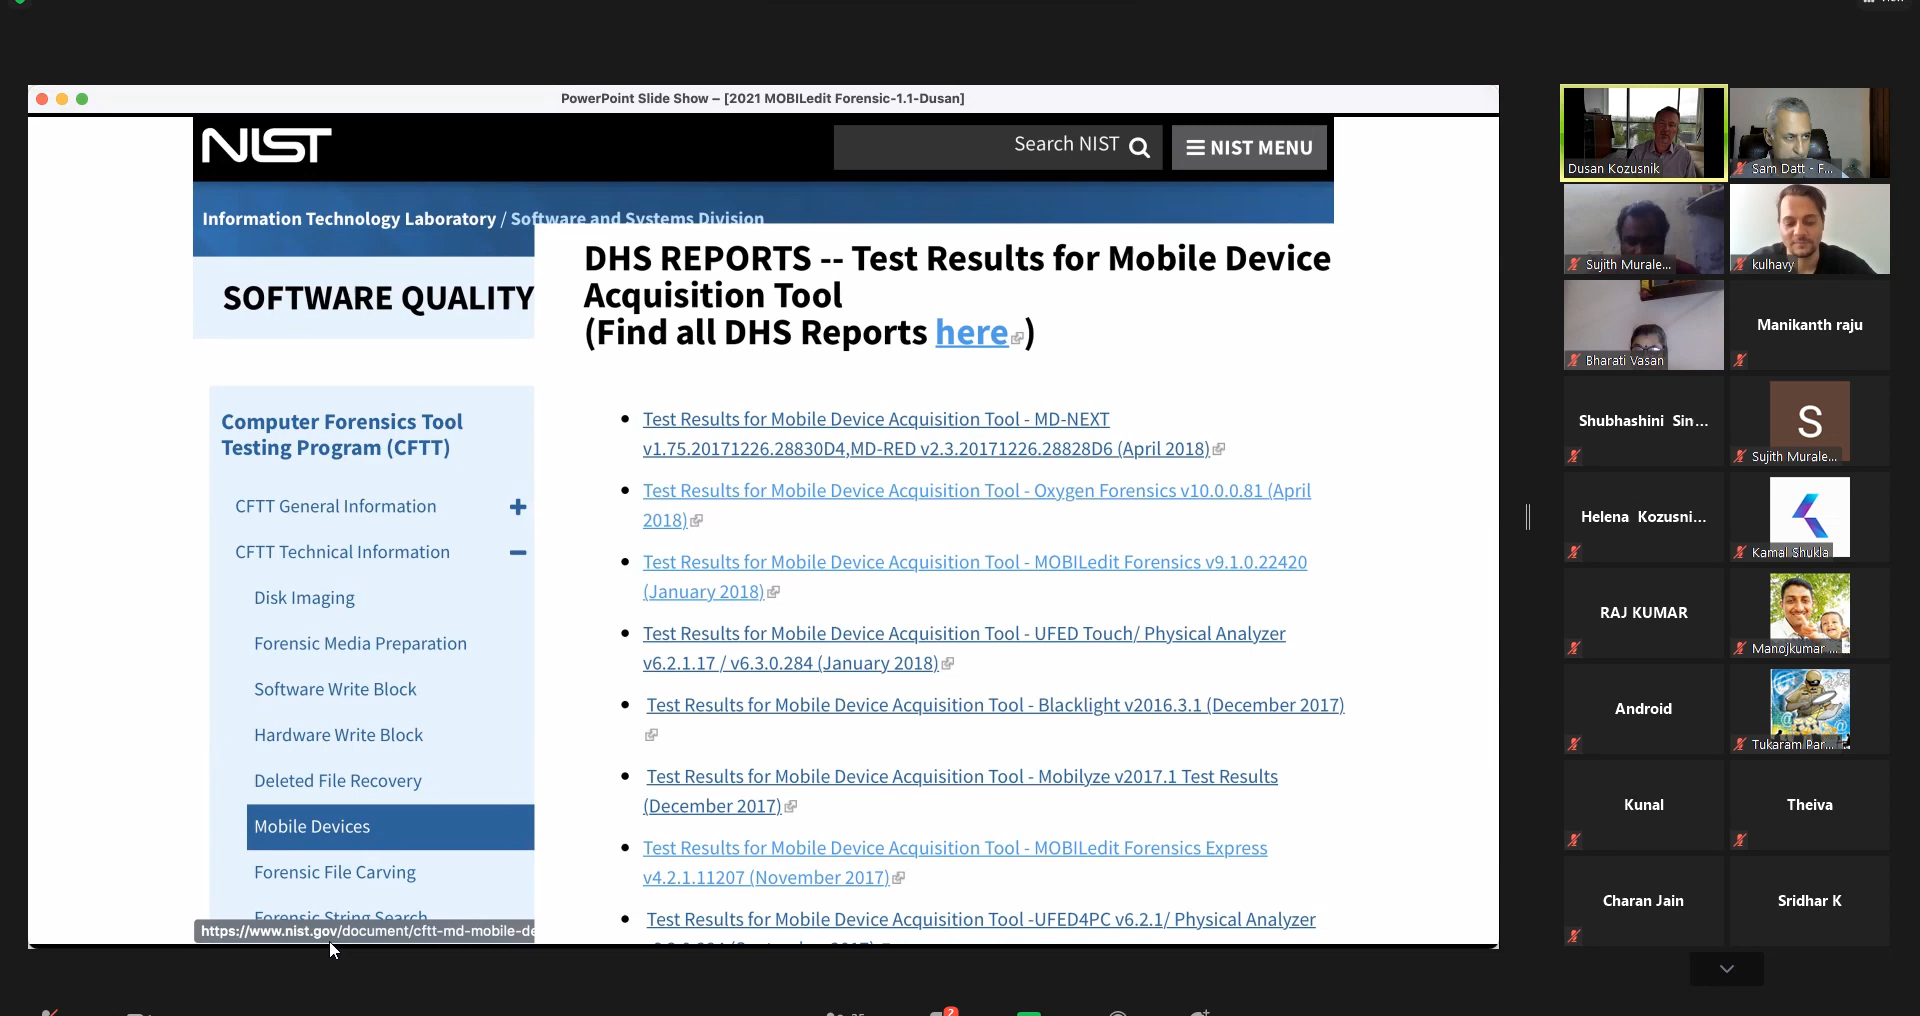 PowerPoint Slide Show – [2021 MOBILedit Forensic-1.1-Dusan]
NIST
Search NIST
NIST MENU
Information Technology Laboratory / Software and Systems Division
SOFTWARE QUALITY
DHS REPORTS -- Test Results for Mobile Device
Acquisition Tool
(Find all DHS Reports here)
Computer Forensics Tool
Testing Program (CFTT)
CFTT General Information
CFTT Technical Information
Disk Imaging
Forensic Media Preparation
Software Write Block
Hardware Write Block
Deleted File Recovery
Mobile Devices
Forensic File Carving
Forensic String Search
https://www.nist.gov/document/cftt-md-mobile-de
Test Results for Mobile Device Acquisition Tool - MD-NEXT
v1.75.20171226.28830D4,MD-RED v2.3.20171226.28828D6 (April 2018)
Test Results for Mobile Device Acquisition Tool - Oxygen Forensics v10.0.0.81 (April
2018)
Test Results for Mobile Device Acquisition Tool - MOBILedit Forensics v9.1.0.22420
(January 2018)
Test Results for Mobile Device Acquisition Tool - UFED Touch/ Physical Analyzer
v6.2.1.17 / v6.3.0.284 (January 2018)
Test Results for Mobile Device Acquisition Tool - Blacklight v2016.3.1 (December 2017)
Test Results for Mobile Device Acquisition Tool - Mobilyze v2017.1 Test Results
(December 2017)
Test Results for Mobile Device Acquisition Tool - MOBILedit Forensics Express
v4.2.1.11207 (November 2017)
Test Results for Mobile Device Acquisition Tool -UFED4PC v6.2.1/ Physical Analyzer
Dusan Kozusnik
Sam Datt - F...
Sujith Murale...
kulhavy
Bharati Vasan
Manikanth raju
Shubhashini Sin...
S
Sujith Murale...
Helena Kozusni...
Kamal Shukla
RAJ KUMAR
Manojkumar ...
Android
Tukaram Par...
Kunal
Theiva
Charan Jain
Sridhar K
2